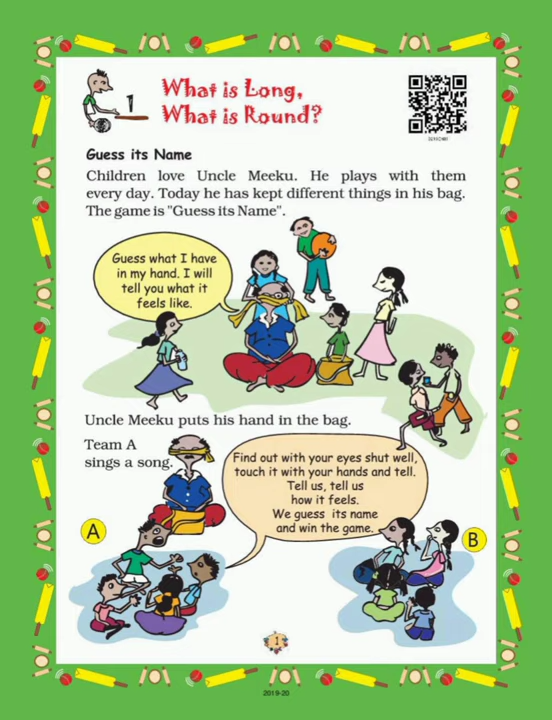 1
What is Long,
What is Round?
Guess its Name
Children love Uncle Meeku. He plays with them
every day. Today he has kept different things in his bag.
The game is "Guess its Name".
Guess what I have
in my hand. I will
tell you what it
feels like.
Uncle Meeku puts his hand in the bag.
Team A
sings a song.
Find out with your eyes shut well,
touch it with your hands and tell.
Tell us, tell us
how it feels.
We guess its name
and win the game.
A
B
1
2019-20